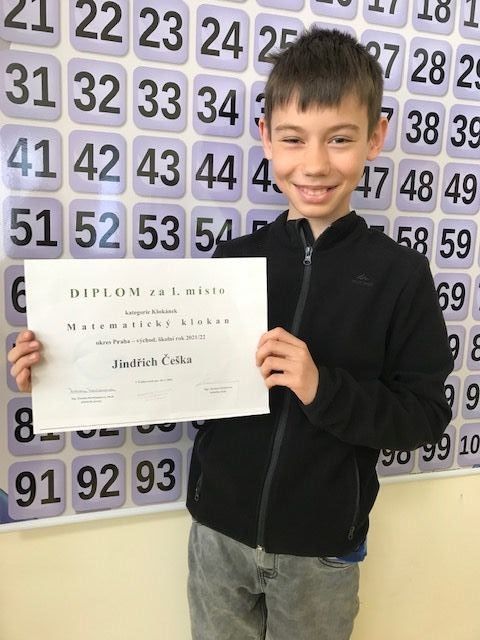 21 22 23 24 25 27 18 20
31 32 33 34 28 29
41 42 43 44 45 38 39
51 52 53 54 47 48 49
DIPLOM za 1. místo
kategorie Klokánek
Matematický klokan
okres Praha – východ, školní rok 2021/22
Jindřich Češka
59
69
91 92 93 98 99